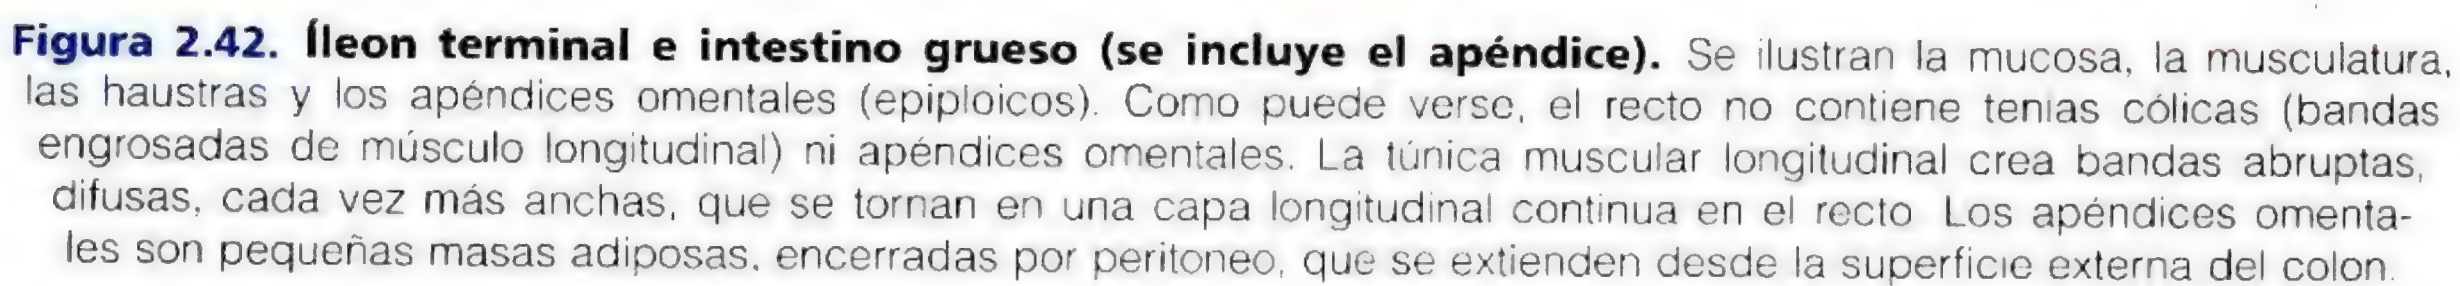 Figura 2.42. Íleon terminal e intestino grueso (se incluye el apéndice). Se ilustran la mucosa, la musculatura,
las haustras y los apéndices omentales (epiploicos). Como puede verse, el recto no contiene tenias cólicas (bandas
engrosadas de músculo longitudinal) ni apéndices omentales. La túnica muscular longitudinal crea bandas abruptas,
difusas, cada vez más anchas, que se tornan en una capa longitudinal continua en el recto Los apéndices omenta-
les son pequeñas masas adiposas. encerradas por peritoneo, que se extienden desde la superficie externa del colon.